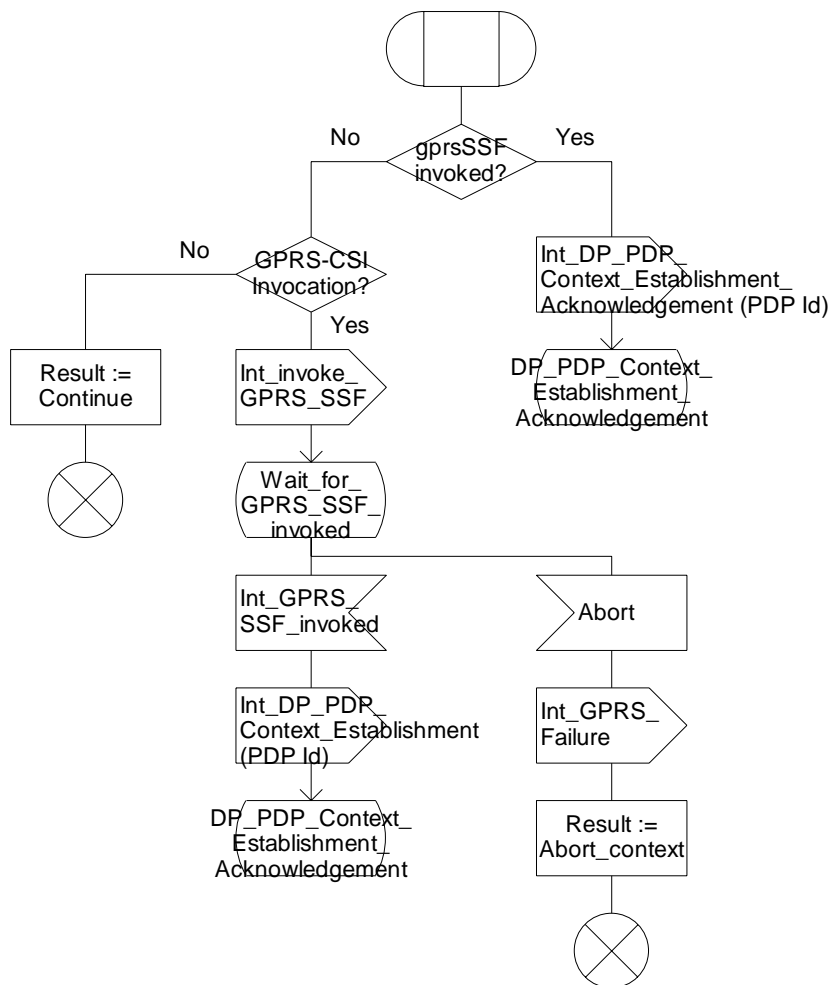 gprsSSF
invoked?
No
Yes
GPRS-CSI
Invocation?
No
Yes
Int_DP_PDP_
Context_Establishment_
Acknowledgement (PDP Id)
DP_PDP_Context_
Establishment_
Acknowledgement
Result :=
Continue
Int_invoke_
GPRS_SSF
Wait_for_
GPRS_SSF_
invoked
Int_GPRS_
SSF_invoked
Abort
Int_DP_PDP_
Context_Establishment
(PDP Id)
Int_GPRS_
Failure
DP_PDP_Context_
Establishment_
Acknowledgement
Result :=
Abort_context